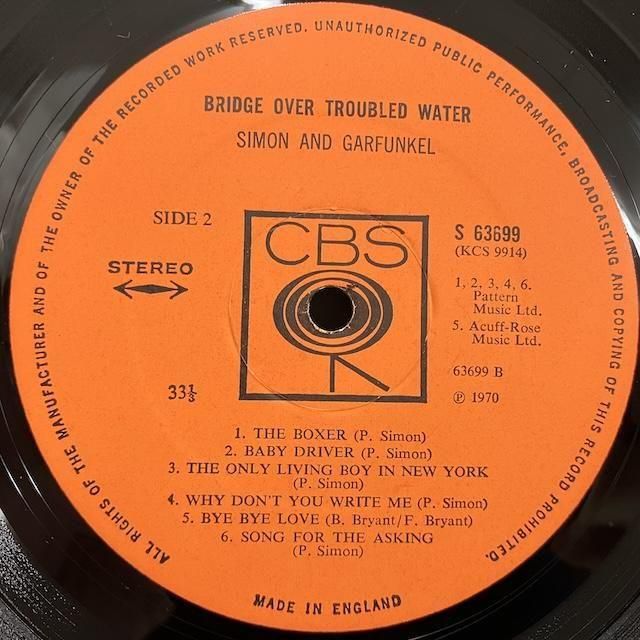 ALL RIGHTS OF THE MANUFACTURER AND OF THE OWNER OF THE RECORDED WORK RESERVED. UNAUTHORIZED PUBLIC PERFORMANCE, BROADCASTING AND COPYING OF THIS RECORD PROHIBITED.
BRIDGE OVER TROUBLED WATER
SIMON AND GARFUNKEL
SIDE 2
STEREO
33⅓
CBS
S 63699
(KCS 9914)
1, 2, 3, 4, 6.
Pattern
Music Ltd.
5. Acuff-Rose
Music Ltd.
63699 B
℗ 1970
1. THE BOXER (P. Simon)
2. BABY DRIVER (P. Simon)
3. THE ONLY LIVING BOY IN NEW YORK
(P. Simon)
4. WHY DON'T YOU WRITE ME (P. Simon)
5. BYE BYE LOVE (B. Bryant/F. Bryant)
6. SONG FOR THE ASKING
(P. Simon)
MADE IN ENGLAND